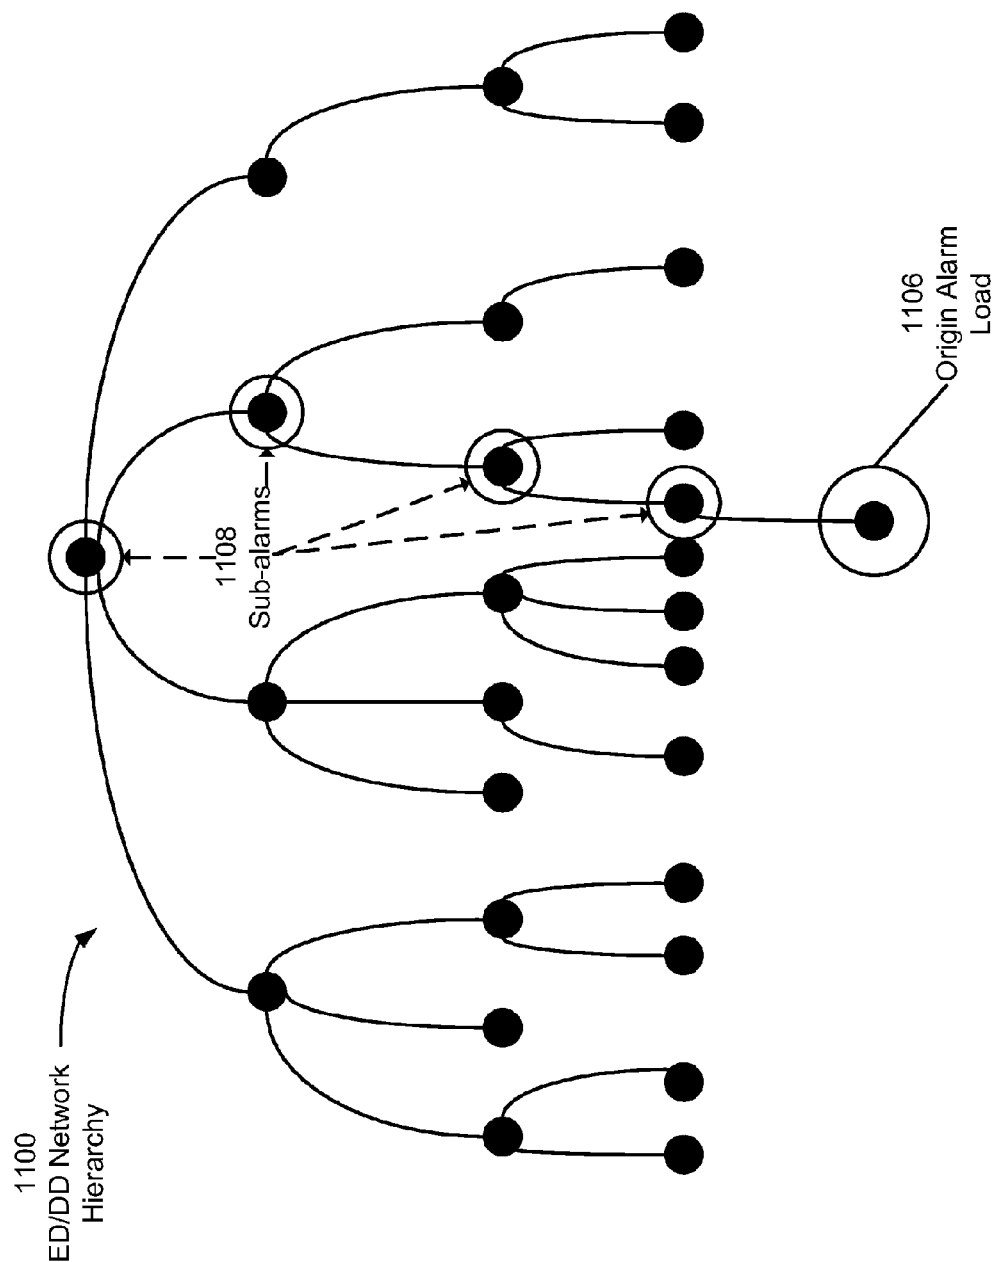 1100
ED/DD Network
Hierarchy
1108
Sub-alarms
1106
Origin Alarm
Load